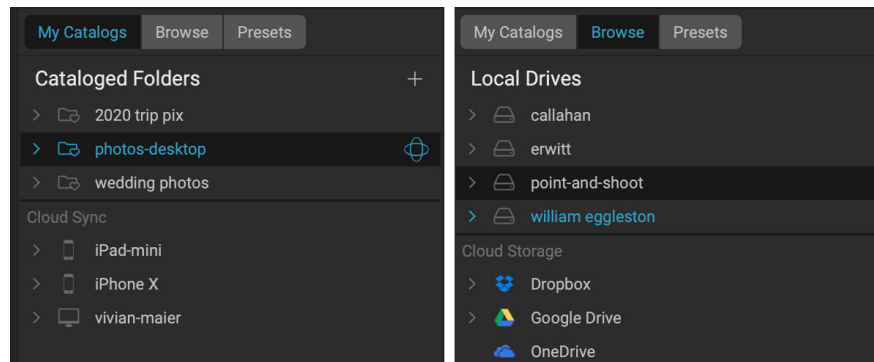 My Catalogs Browse Presets
Cataloged Folders
2020 trip pix
photos-desktop
wedding photos
Cloud Sync
iPad-mini
iPhone X
vivian-maier
My Catalogs Browse Presets
Local Drives
callahan
erwitt
point-and-shoot
william eggleston
Cloud Storage
Dropbox
Google Drive
OneDrive